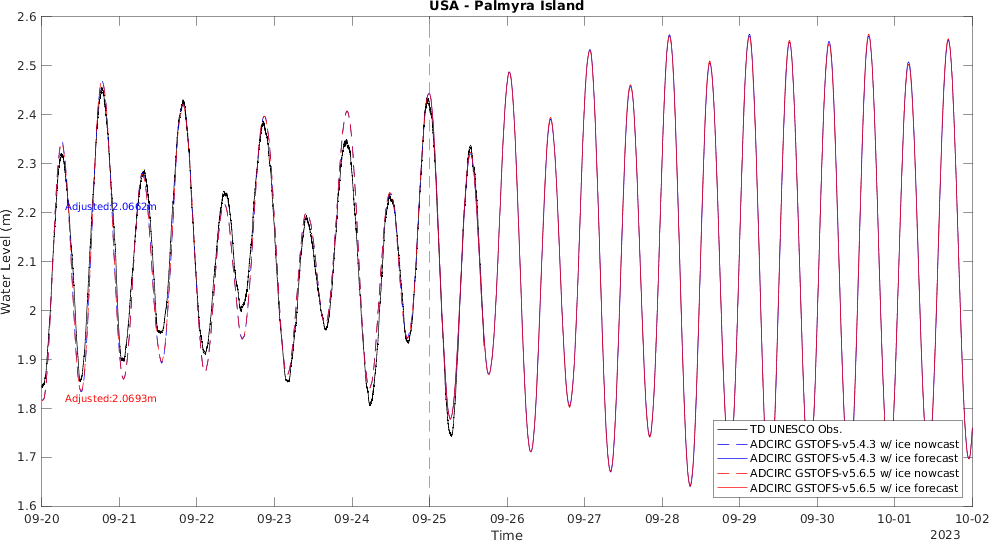 USA - Palmyra Island
2.6
2.5
2.4
2.3
2.2
2.1
2
1.9
1.8
1.7
1.6
Water Level (m)
Adjusted:2.0662m
Adjusted:2.0693m
TD UNESCO Obs.
ADCIRC GSTOFS-v5.4.3 w/ ice nowcast
ADCIRC GSTOFS-v5.4.3 w/ ice forecast
ADCIRC GSTOFS-v5.6.5 w/ ice nowcast
ADCIRC GSTOFS-v5.6.5 w/ ice forecast
09-20 09-21 09-22 09-23 09-24 09-25 09-26 09-27 09-28 09-29 09-30 10-01 10-02
Time
2023